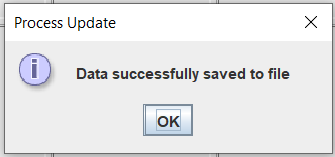 Process Update
Data successfully saved to file
OK